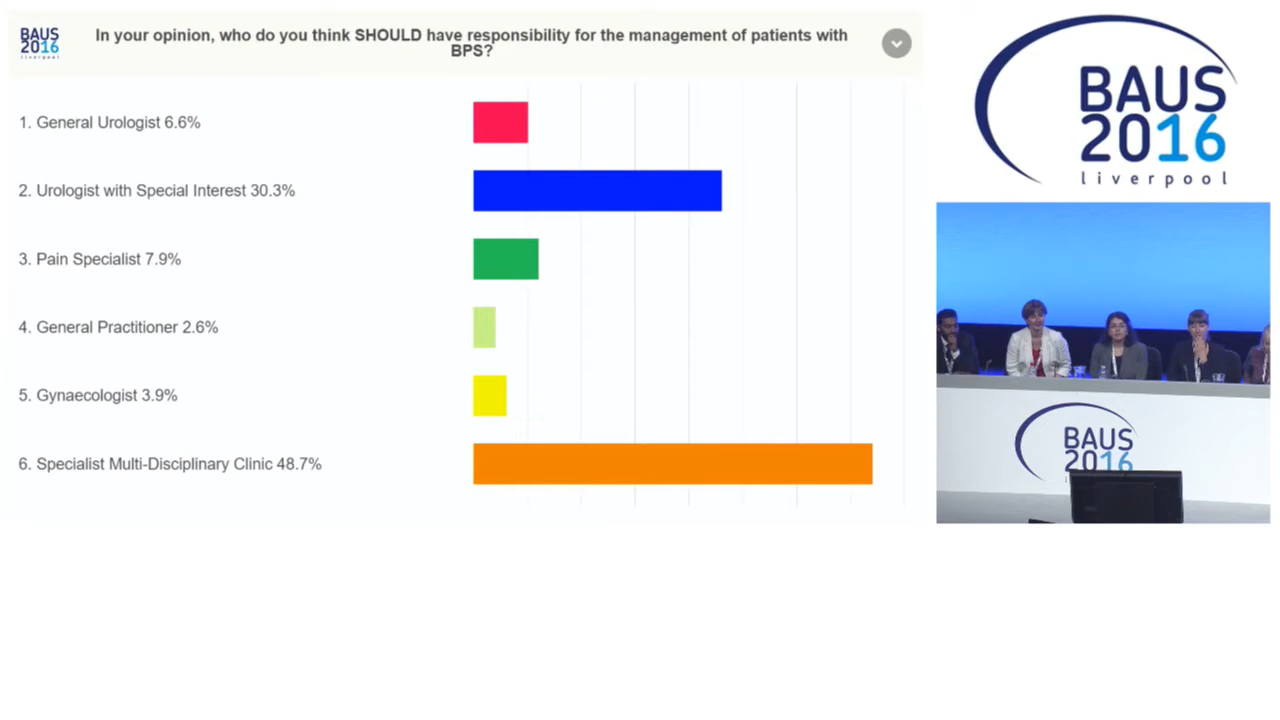 BAUS
2016
liverpool
In your opinion, who do you think SHOULD have responsibility for the management of patients with
BPS?
1. General Urologist 6.6%
2. Urologist with Special Interest 30.3%
3. Pain Specialist 7.9%
4. General Practitioner 2.6%
5. Gynaecologist 3.9%
6. Specialist Multi-Disciplinary Clinic 48.7%
BAUS
2016
liverpool
BAUS
2016